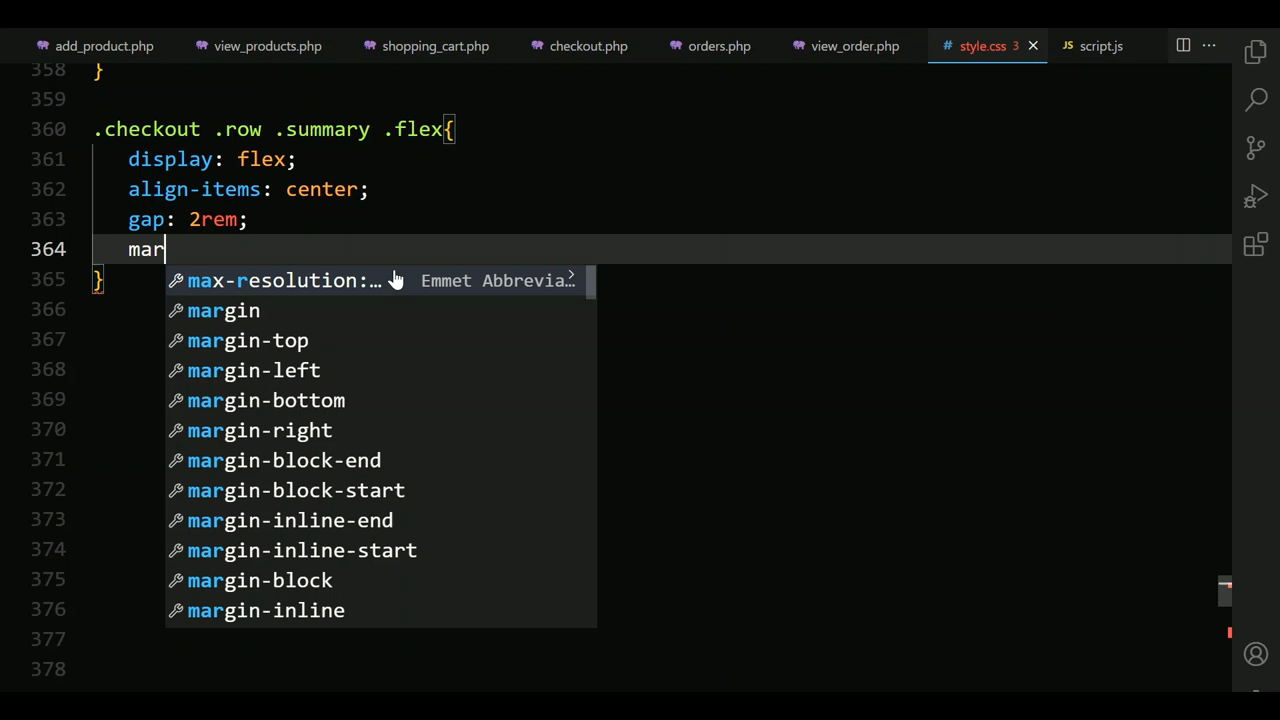 add_product.php view_products.php shopping_cart.php checkout.php orders.php view_order.php # style.css 3 JS script.js
358 }
359
360 .checkout .row .summary .flex{
361 display: flex;
362 align-items: center;
363 gap: 2rem;
364 mar
365 } max-resolution:… Emmet Abbrevia…
366 margin
367 margin-top
368 margin-left
369 margin-bottom
370 margin-right
371 margin-block-end
372 margin-block-start
373 margin-inline-end
374 margin-inline-start
375 margin-block
376 margin-inline
377
378